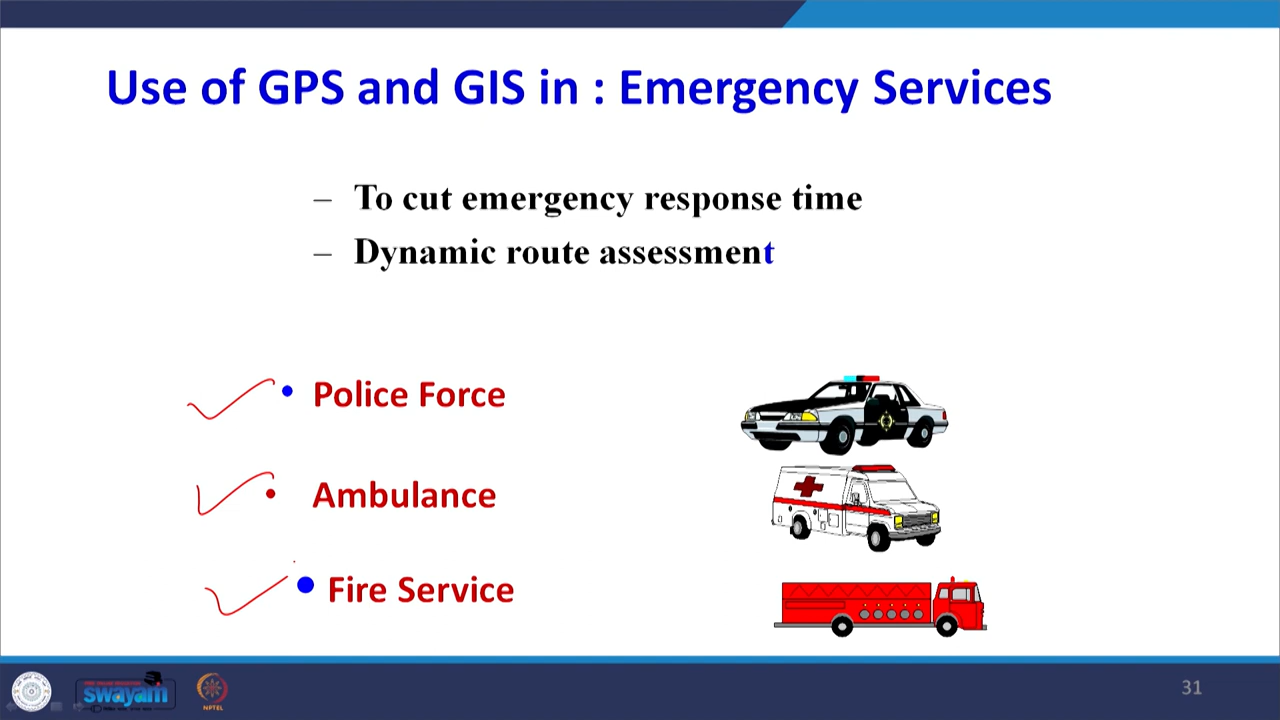 Use of GPS and GIS in : Emergency Services
– To cut emergency response time
– Dynamic route assessment
• Police Force
• Ambulance
• Fire Service
swayam
NPTEL
31